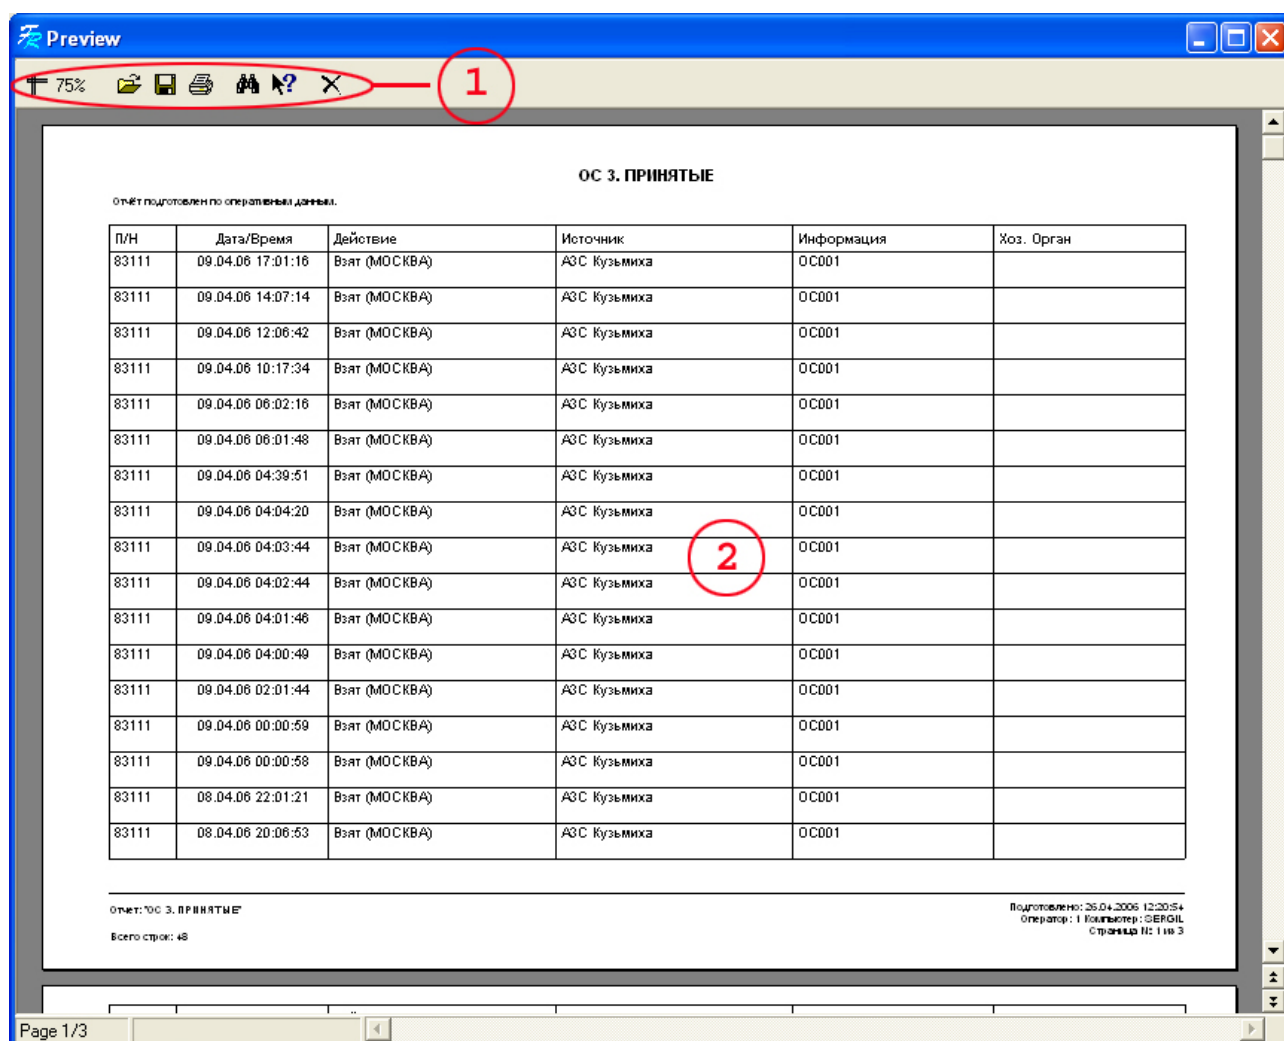 Preview
75%
1
ОС 3. ПРИНЯТЫЕ
Отчёт подготовлен по оперативным данным.
П/Н Дата/Время Действие Источник Информация Хоз. Орган
83111 09.04.06 17:01:16 Взят (МОСКВА) АЗС Кузьмиха ОС001
83111 09.04.06 14:07:14 Взят (МОСКВА) АЗС Кузьмиха ОС001
83111 09.04.06 12:06:42 Взят (МОСКВА) АЗС Кузьмиха ОС001
83111 09.04.06 10:17:34 Взят (МОСКВА) АЗС Кузьмиха ОС001
83111 09.04.06 06:02:16 Взят (МОСКВА) АЗС Кузьмиха ОС001
83111 09.04.06 06:01:48 Взят (МОСКВА) АЗС Кузьмиха ОС001
83111 09.04.06 04:39:51 Взят (МОСКВА) АЗС Кузьмиха ОС001
83111 09.04.06 04:04:20 Взят (МОСКВА) АЗС Кузьмиха ОС001
83111 09.04.06 04:03:44 Взят (МОСКВА) АЗС Кузьмиха ОС001
2
83111 09.04.06 04:02:44 Взят (МОСКВА) АЗС Кузьмиха ОС001
83111 09.04.06 04:01:46 Взят (МОСКВА) АЗС Кузьмиха ОС001
83111 09.04.06 04:00:49 Взят (МОСКВА) АЗС Кузьмиха ОС001
83111 09.04.06 02:01:44 Взят (МОСКВА) АЗС Кузьмиха ОС001
83111 09.04.06 00:00:59 Взят (МОСКВА) АЗС Кузьмиха ОС001
83111 09.04.06 00:00:58 Взят (МОСКВА) АЗС Кузьмиха ОС001
83111 08.04.06 22:01:21 Взят (МОСКВА) АЗС Кузьмиха ОС001
83111 08.04.06 20:06:53 Взят (МОСКВА) АЗС Кузьмиха ОС001
Отчет: "ОС 3. ПРИНЯТЫЕ" Подготовлено: 26.04.2006 12:20:54
Оператор: 1 Компьютер: SERGIL
Всего строк: 48 Страница №: 1 из 3
Page 1/3